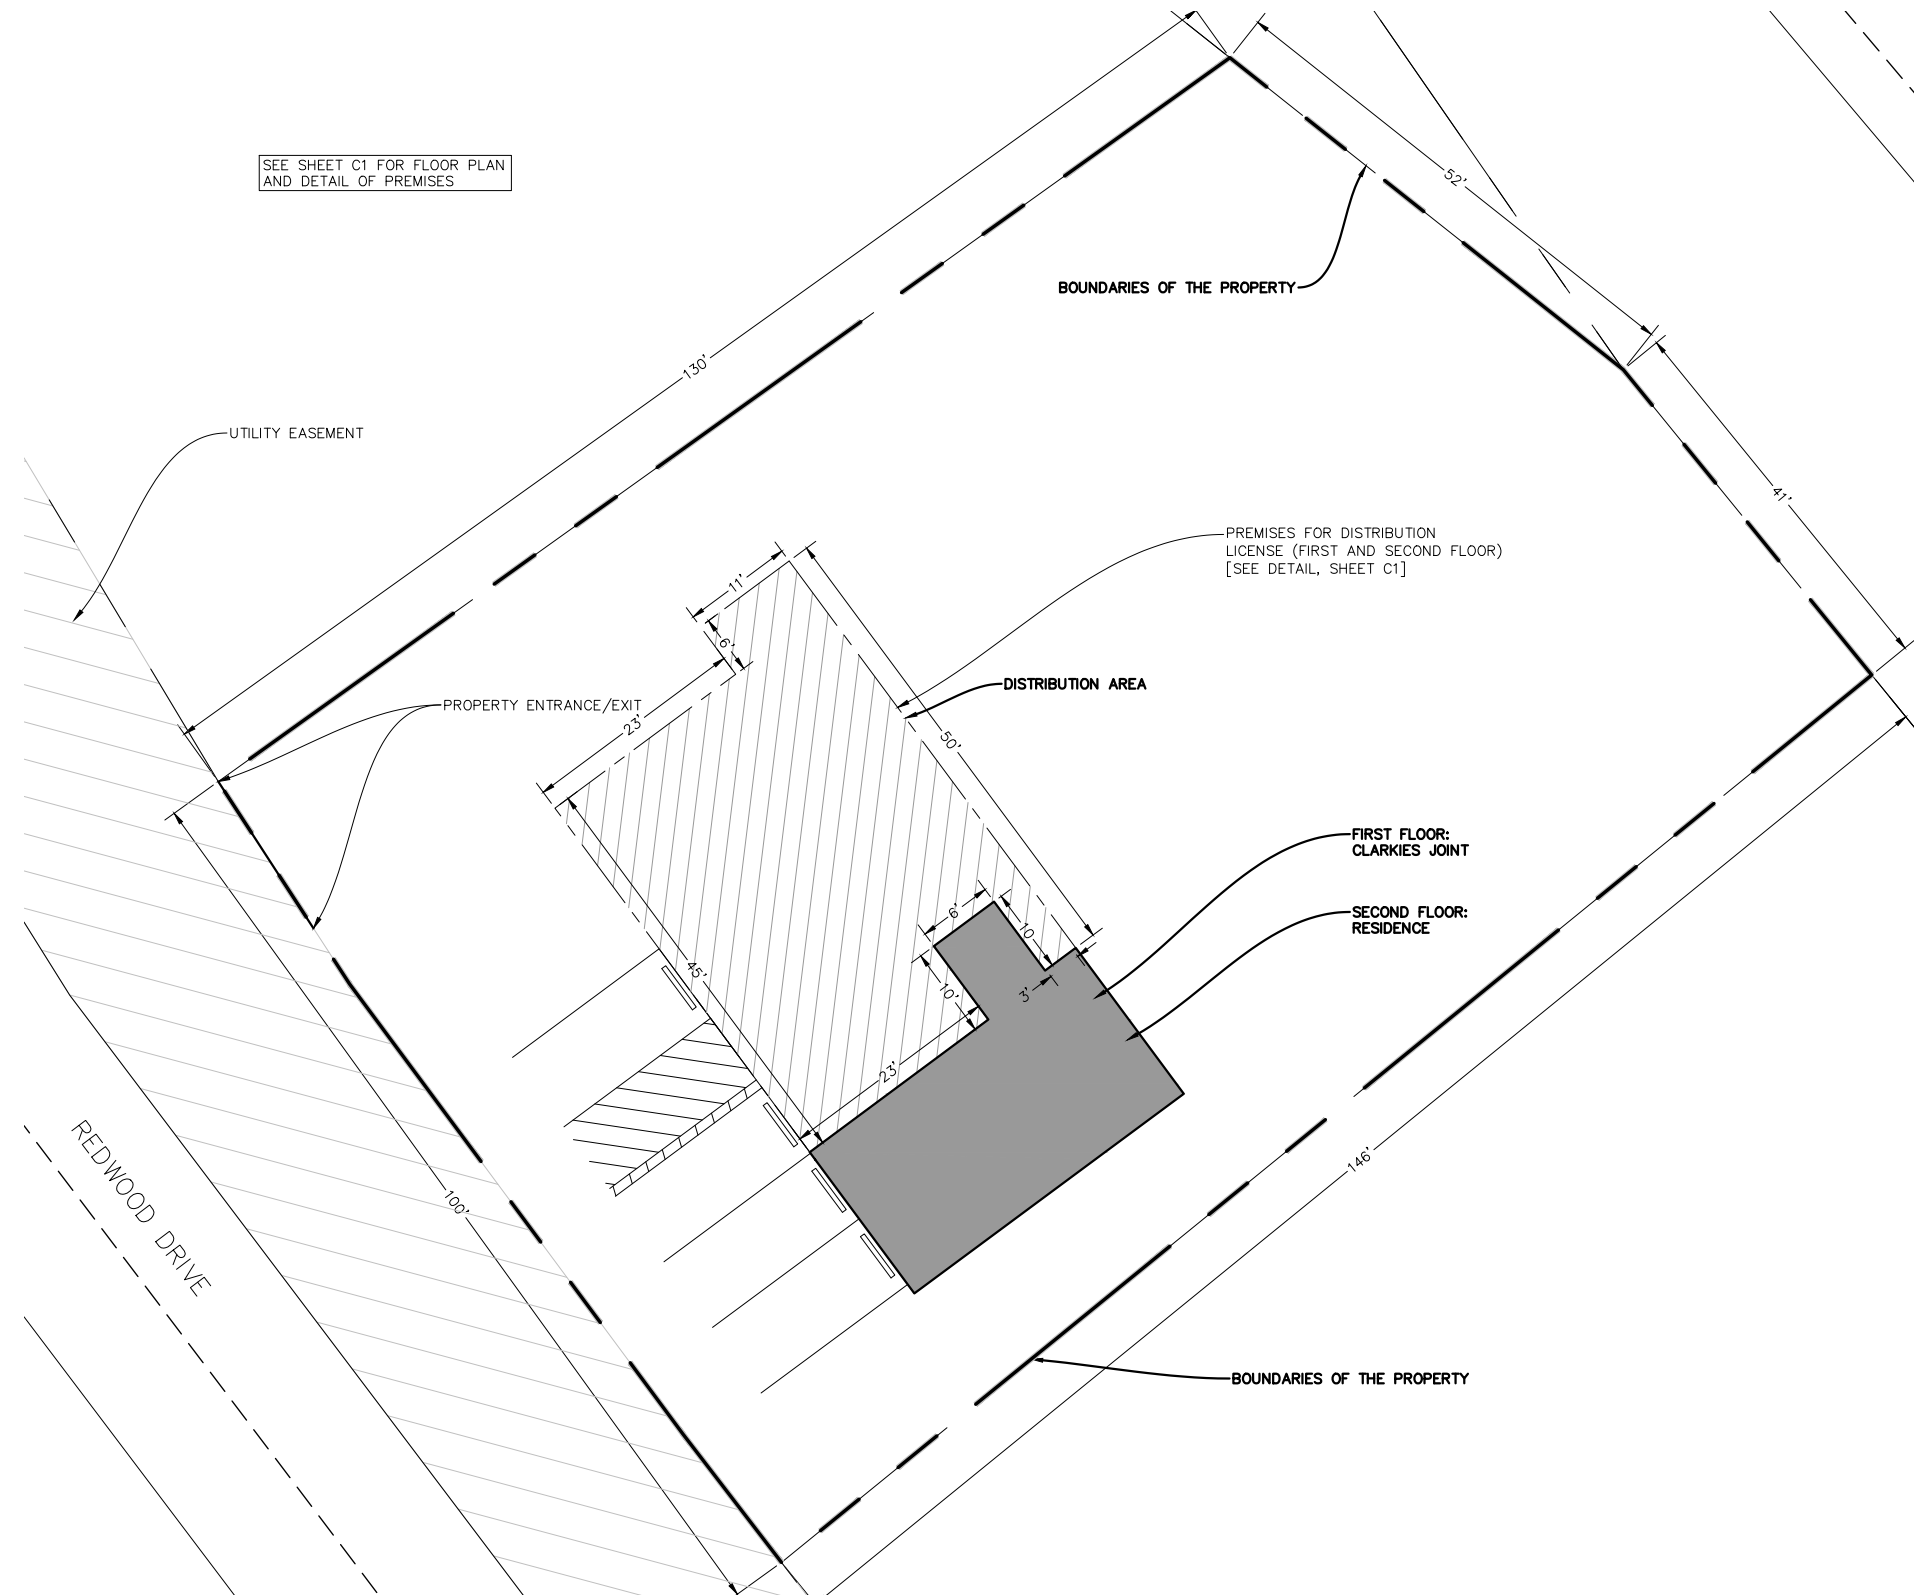 SEE SHEET C1 FOR FLOOR PLAN
AND DETAIL OF PREMISES
52'
BOUNDARIES OF THE PROPERTY
130'
UTILITY EASEMENT
41'
PREMISES FOR DISTRIBUTION
LICENSE (FIRST AND SECOND FLOOR)
[SEE DETAIL, SHEET C1]
11'
6'
DISTRIBUTION AREA
PROPERTY ENTRANCE/EXIT
23'
50'
FIRST FLOOR:
CLARKIES JOINT
6'
10
SECOND FLOOR:
RESIDENCE
45'
10'
3'
23'
REDWOOD DRIVE
100'
146'
BOUNDARIES OF THE PROPERTY